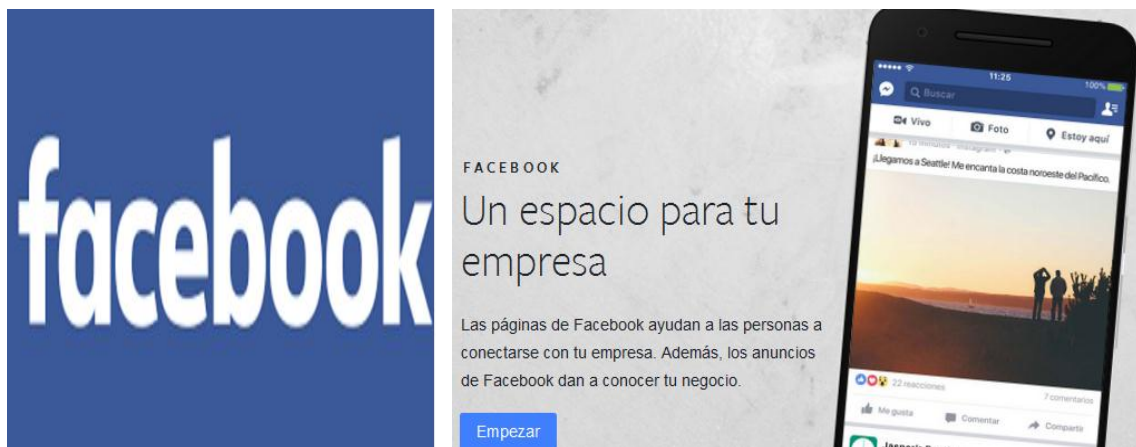 facebook
FACEBOOK
Un espacio para tu
empresa
Las páginas de Facebook ayudan a las personas a
conectarse con tu empresa. Además, los anuncios
de Facebook dan a conocer tu negocio.
Empezar
11:25
100%
Buscar
Vivo
Foto
Estoy aquí
Instagram
¡Llegamos a Seattle! Me encanta la costa noroeste del Pacífico.
22 reacciones
7 comentarios
Me gusta
Comentar
Compartir